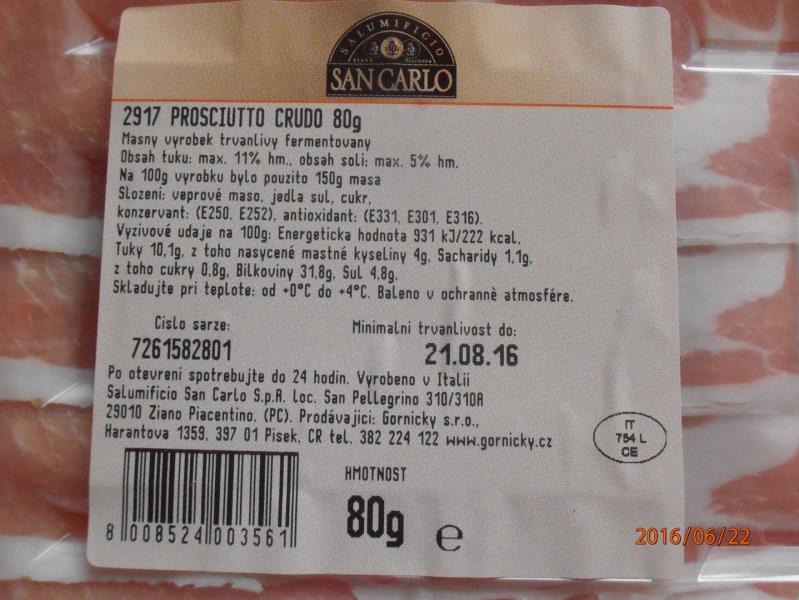 SALUMIFICIO
ZIANO PIACENZA
SAN CARLO
2917 PROSCIUTTO CRUDO 80g
Masny vyrobek trvanlivy fermentovany
Obsah tuku: max. 11% hm., obsah soli: max. 5% hm.
Na 100g vyrobku bylo pouzito 150g masa
Slozeni: veprové maso, jedla sul, cukr,
konzervant: (E250, E252), antioxidant: (E331, E301, E316).
Vyzivové udaje na 100g: Energeticka hodnota 931 kJ/222 kcal,
Tuky 10,1g, z toho nasycené mastné kyseliny 4g, Sacharidy 1,1g,
z toho cukry 0,8g, Bilkoviny 31,8g, Sul 4,8g.
Skladujte pri teplote: od +0°C do +4°C. Baleno v ochrannè atmosfére.
Cislo sarze:
Minimalni trvanlivost do:
7261582801
21.08.16
Po otevreni spotrebujte do 24 hodin. Vyrobeno v Italii
Salumificio San Carlo S.p.A. loc. San Pellegrino 310/310A
29010 Ziano Piacentino, (PC). Prodávajici: Gornicky s.r.o.,
Harantova 1359, 397 01 Pisek, CR tel. 382 224 122 www.gornicky.cz
IT
754 L
CE
HMOTNOST
80g e
8 008524 003561
2016/06/22